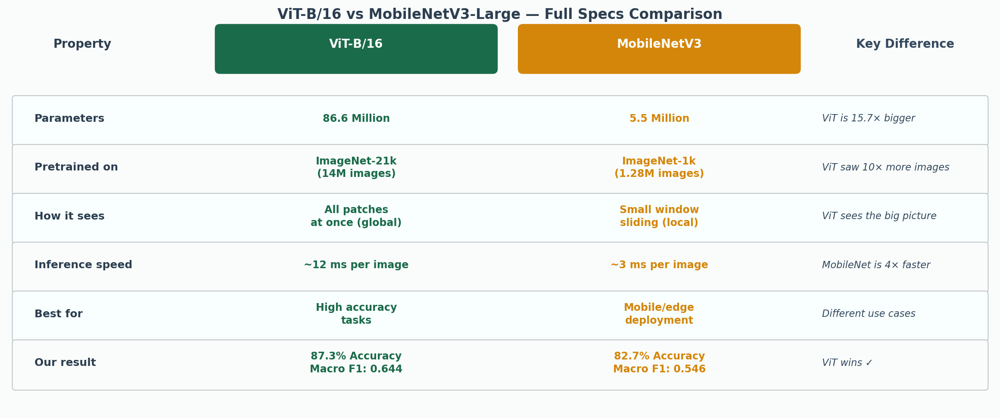 ViT-B/16 vs MobileNetV3-Large — Full Specs Comparison
Property
ViT-B/16
MobileNetV3
Key Difference
Parameters
86.6 Million
5.5 Million
ViT is 15.7× bigger
Pretrained on
ImageNet-21k
(14M images)
ImageNet-1k
(1.28M images)
ViT saw 10× more images
How it sees
All patches
at once (global)
Small window
sliding (local)
ViT sees the big picture
Inference speed
~12 ms per image
~3 ms per image
MobileNet is 4× faster
Best for
High accuracy
tasks
Mobile/edge
deployment
Different use cases
Our result
87.3% Accuracy
Macro F1: 0.644
82.7% Accuracy
Macro F1: 0.546
ViT wins ✓